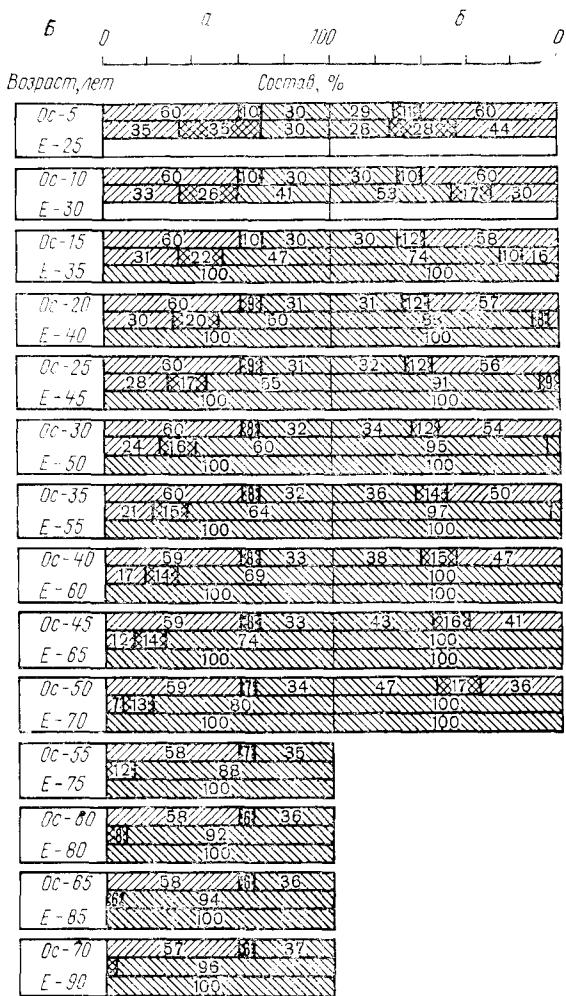 Б 0 а 100 б 0
Возраст, лет Состав, %
Ос-5 60 10 30 29 11 60
35 35 30 28 28 44
Е-25
Ос-10 60 10 30 30 10 60
33 26 41 53 17 30
Е-30
Ос-15 60 10 30 30 12 58
31 22 47 74 10 16
Е-35 100 100
Ос-20 60 9 31 31 12 57
30 20 50 8
Е-40 100 100
Ос-25 60 9 31 32 12 56
28 17 55 91 9
Е-45 100 100
Ос-30 60 8 32 34 12 54
24 16 60 95
Е-50 100 100
Ос-35 60 8 32 36 14 50
21 15 64 97
Е-55 100 100
Ос-40 59 8 33 38 15 47
17 14 69 100
Е-60 100
Ос-45 59 8 33 43 16 41
12 14 74 100
Е-65 100 100
Ос-50 59 7 34 47 17 36
7 13 80 100
Е-70 100 100
Ос-55 58 7 35
12 88
Е-75 100
Ос-80 58 6 36
8 92
Е-80 100
Ос-65 58 6 36
6 94
Е-85 100
Ос-70 57 6 37
96
Е-90 100